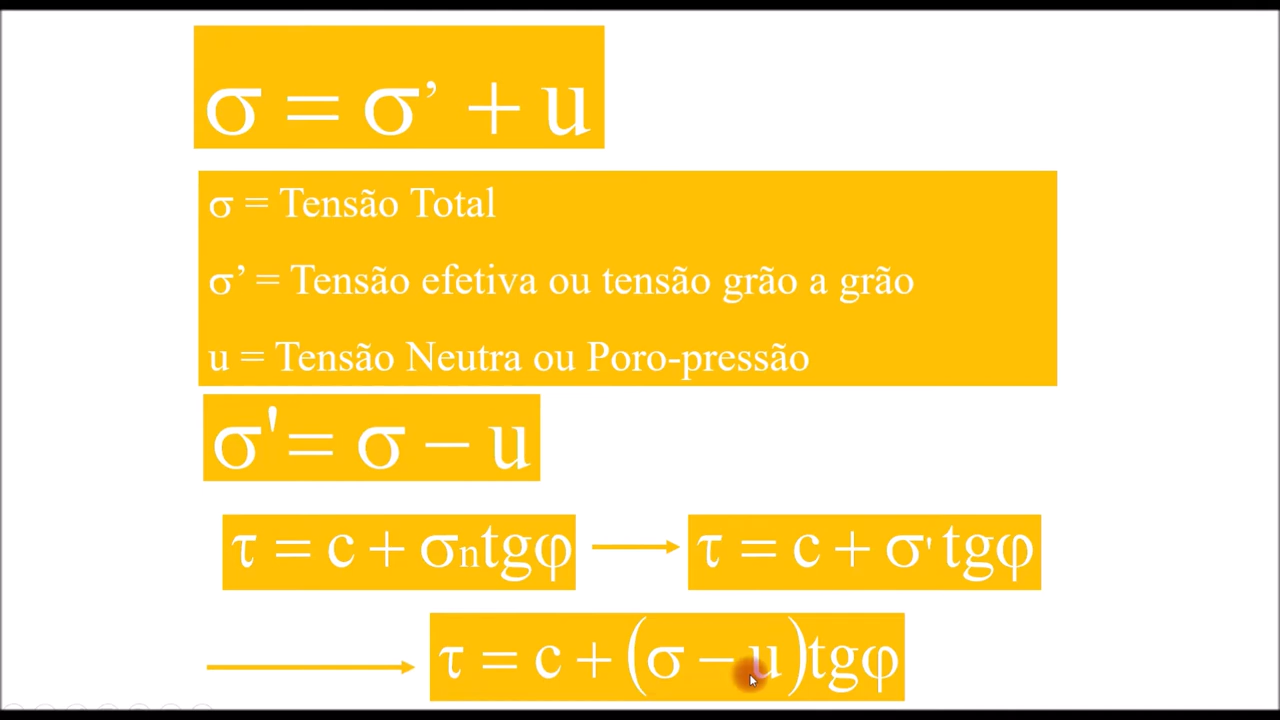 σ = σ’ + u
σ = Tensão Total
σ’ = Tensão efetiva ou tensão grão a grão
u = Tensão Neutra ou Poro-pressão
σ'= σ − u
τ = c + σntgφ
τ = c + σ' tgφ
τ = c + (σ − u)tgφ